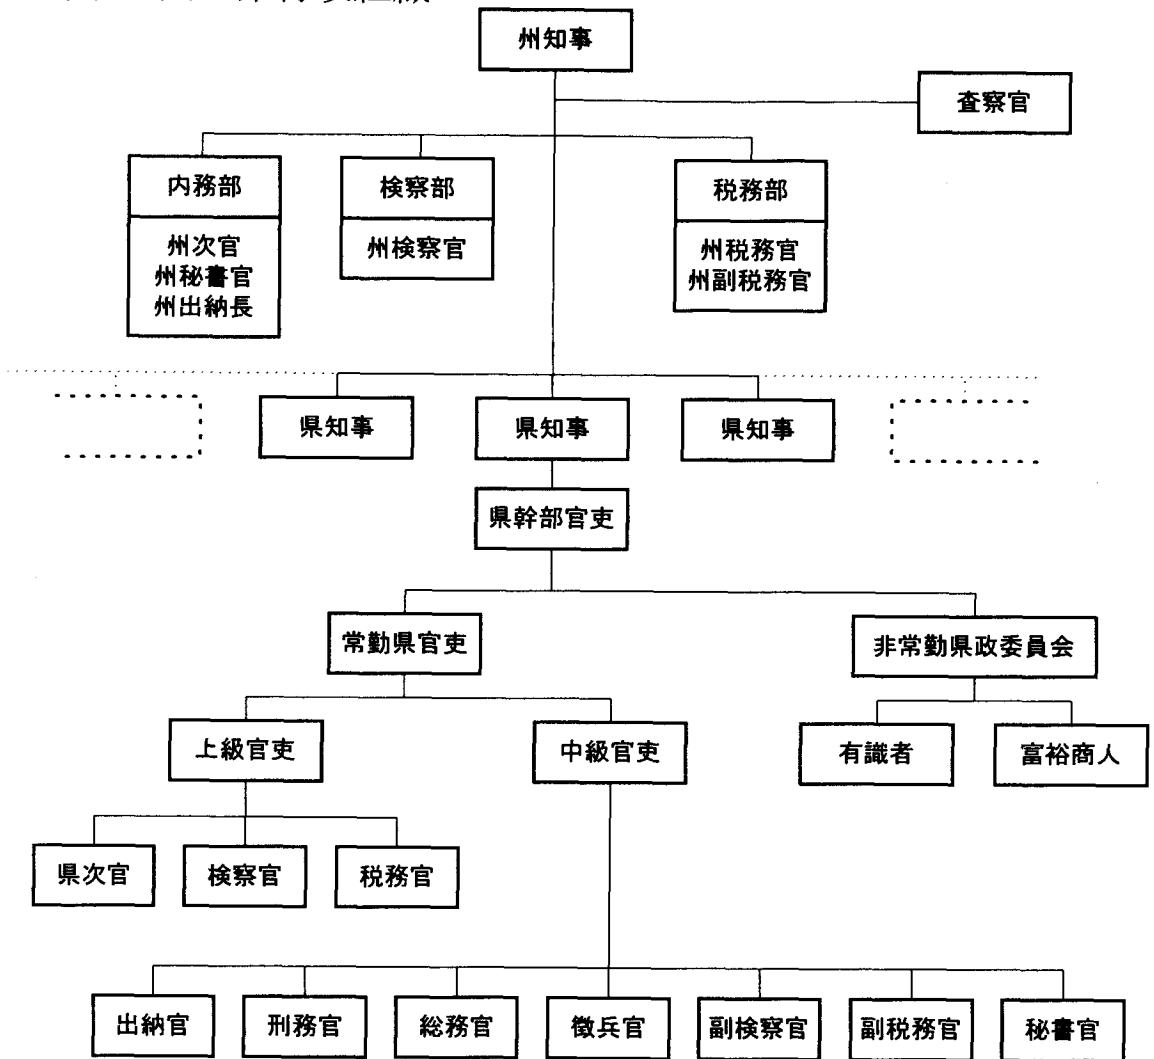 州知事
査察官
内務部
検察部
税務部
州次官
州秘書官
州出納長
州検察官
州税務官
州副税務官
県知事
県知事
県知事
県幹部官吏
常勤県官吏
非常勤県政委員会
上級官吏
中級官吏
有識者
富裕商人
県次官
検察官
税務官
出納官
刑務官
総務官
徴兵官
副検察官
副税務官
秘書官